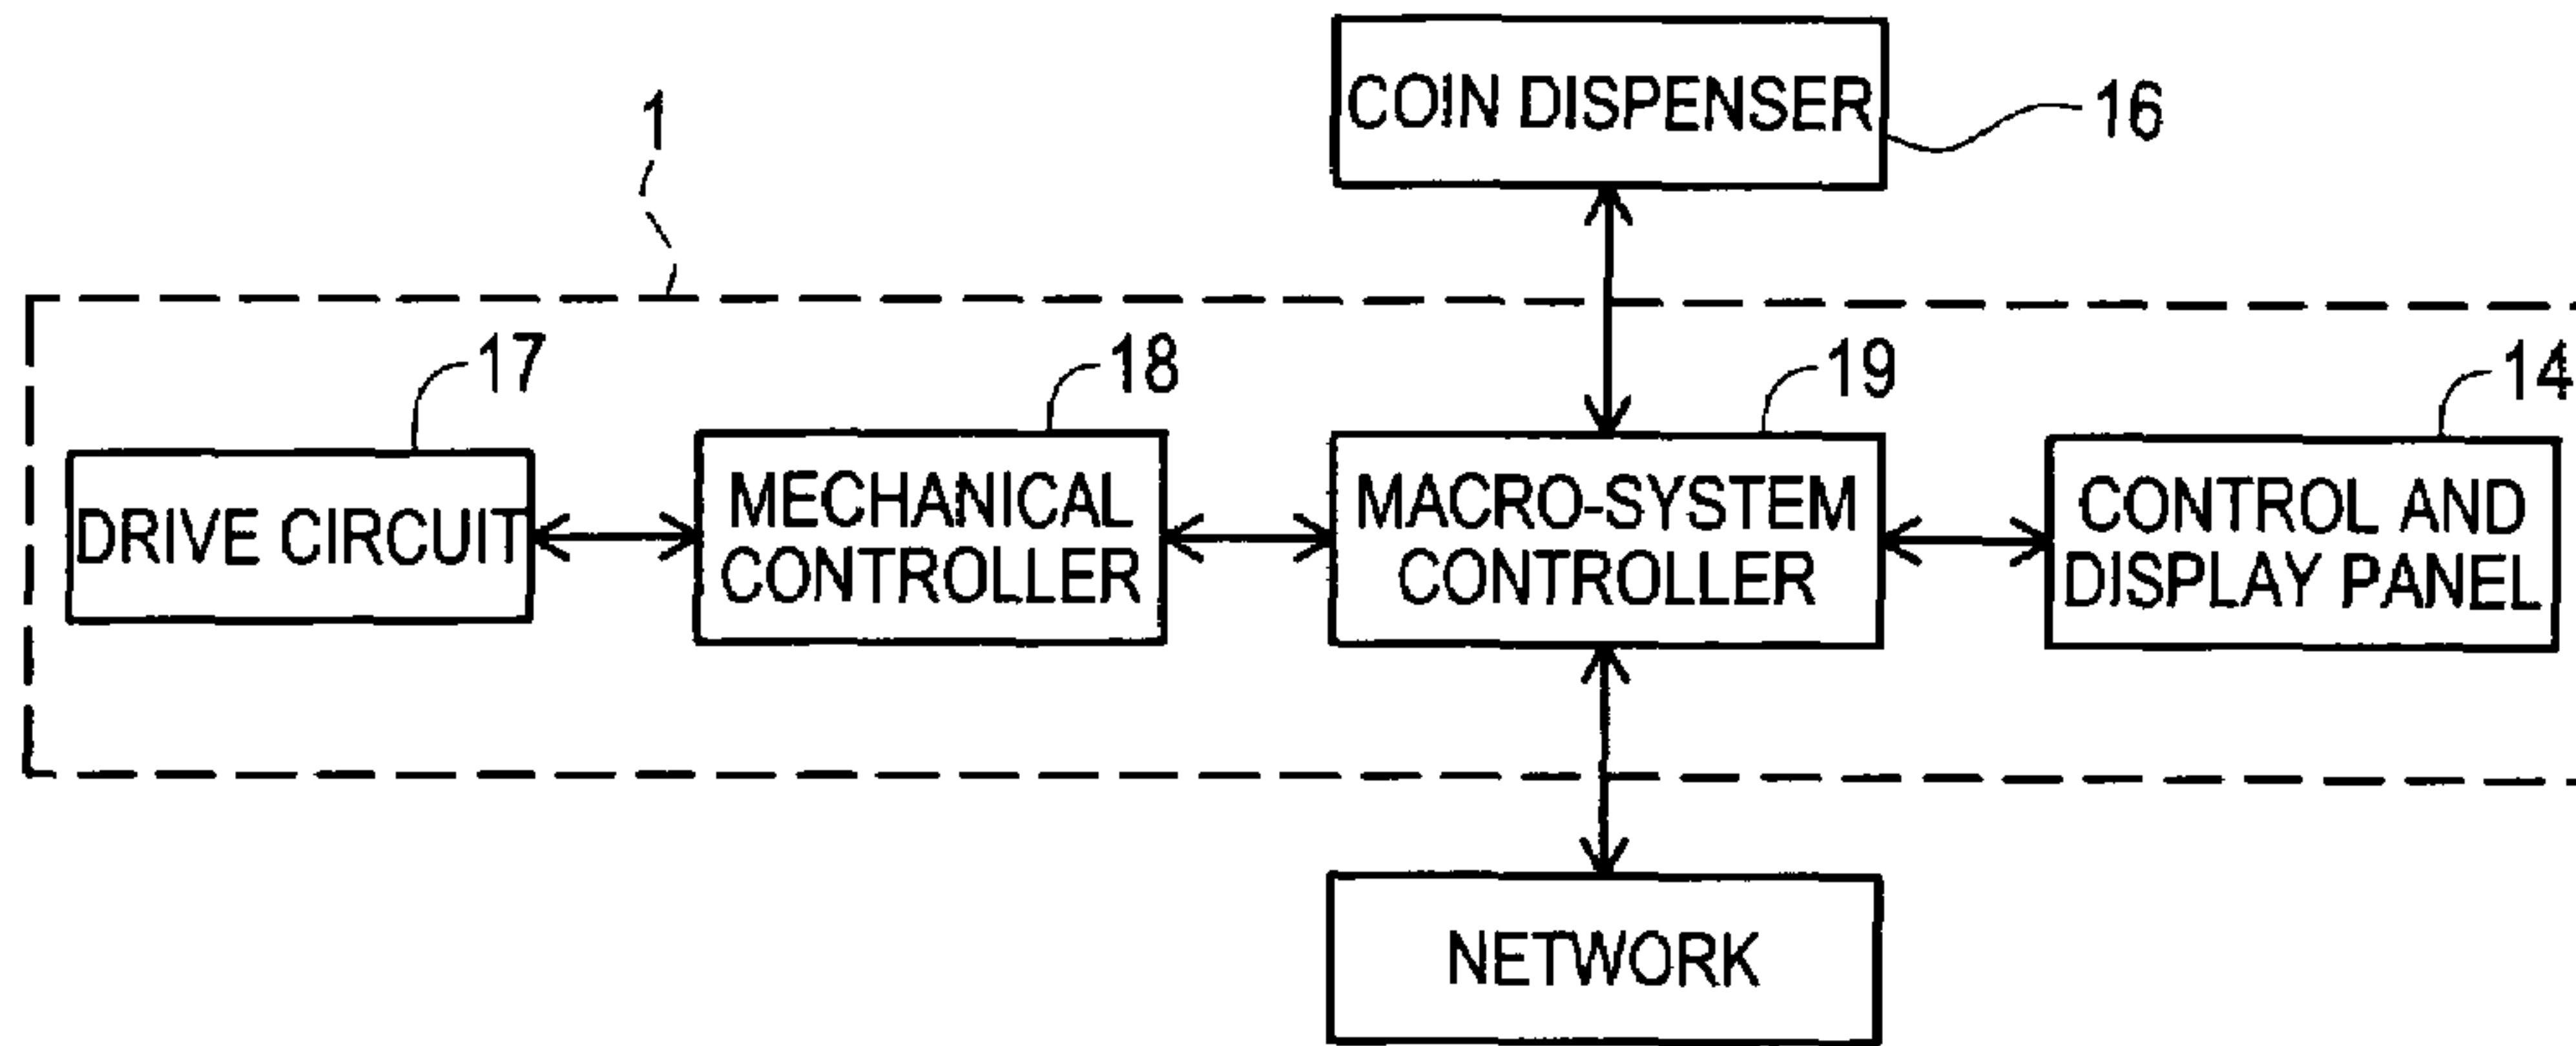 COIN DISPENSER
16
1
17
18
19
14
DRIVE CIRCUIT
MECHANICAL
CONTROLLER
MACRO-SYSTEM
CONTROLLER
CONTROL AND
DISPLAY PANEL
NETWORK